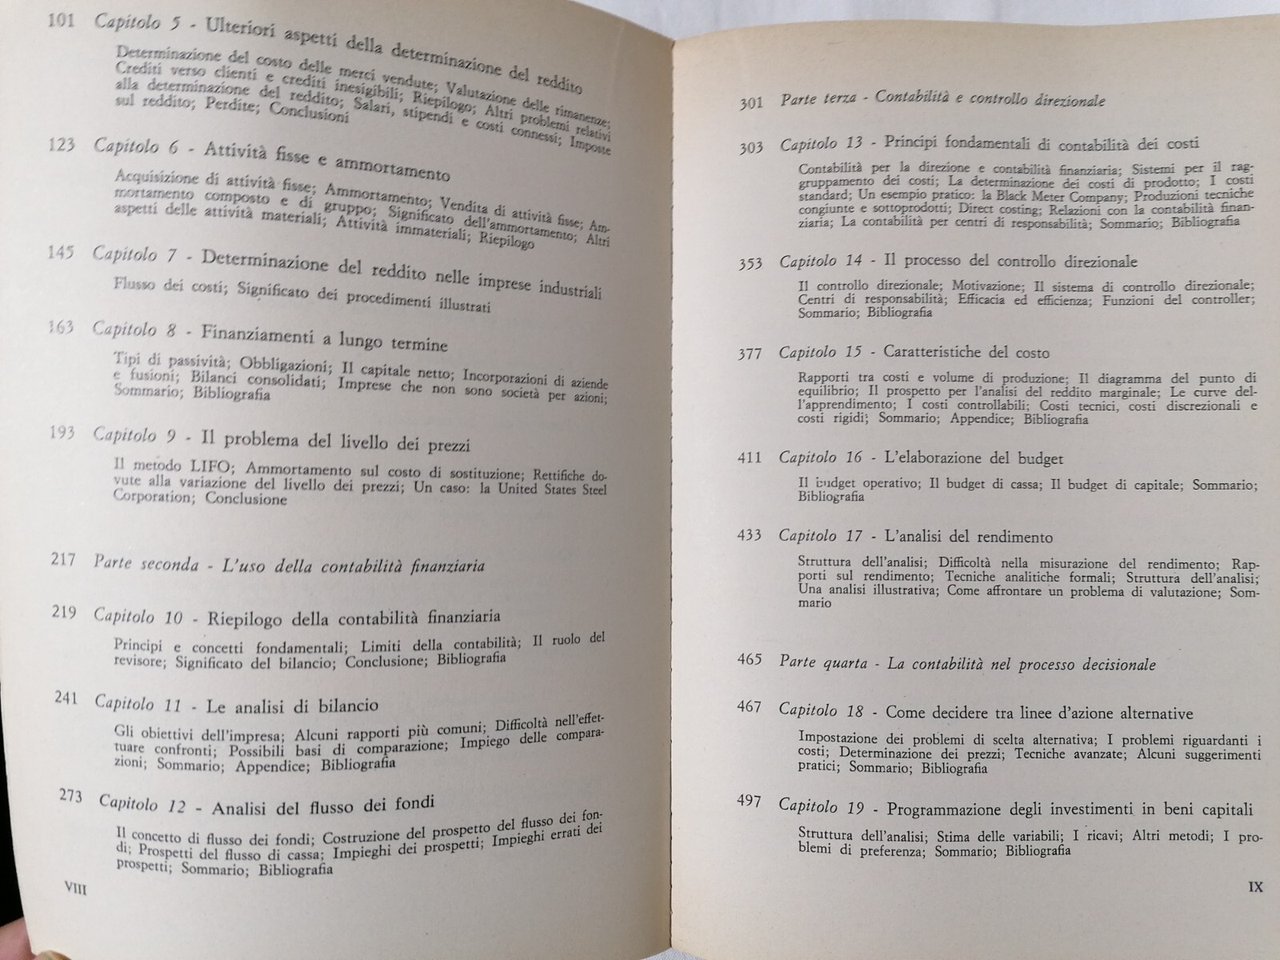 101 Capitolo 5 - Ulteriori aspetti della determinazione del reddito
Determinazione del costo delle merci vendute; Valutazione delle rimanenze;
Crediti verso clienti e crediti inesigibili; Riepilogo; Altri problemi relativi
alla determinazione del reddito; Salari, stipendi e costi connessi; Imposte
sul reddito; Perdite; Conclusioni
123 Capitolo 6 - Attività fisse e ammortamento
Acquisizione di attività fisse; Ammortamento; Vendita di attività fisse; Am-
mortamento composto e di gruppo; Significato dell'ammortamento; Altri
aspetti delle attività materiali; Attività immateriali; Riepilogo
145 Capitolo 7 - Determinazione del reddito nelle imprese industriali
Flusso dei costi; Significato dei procedimenti illustrati
163 Capitolo 8 - Finanziamenti a lungo termine
Tipi di passività; Obbligazioni; Il capitale netto; Incorporazioni di aziende
e fusioni; Bilanci consolidati; Imprese che non sono società per azioni;
Sommario; Bibliografia
193 Capitolo 9 - Il problema del livello dei prezzi
Il metodo LIFO; Ammortamento sul costo di sostituzione; Rettifiche do-
vute alla variazione del livello dei prezzi; Un caso: la United States Steel
Corporation; Conclusione
217 Parte seconda - L'uso della contabilità finanziaria
219 Capitolo 10 - Riepilogo della contabilità finanziaria
Principi e concetti fondamentali; Limiti della contabilità; Il ruolo del
revisore; Significato del bilancio; Conclusione; Bibliografia
241 Capitolo 11 - Le analisi di bilancio
Gli obiettivi dell'impresa; Alcuni rapporti più comuni; Difficoltà nell'effet-
tuare confronti; Possibili basi di comparazione; Impiego delle compara-
zioni; Sommario; Appendice; Bibliografia
273 Capitolo 12 - Analisi del flusso dei fondi
Il concetto di flusso dei fondi; Costruzione del prospetto del flusso dei fon-
di; Prospetti del flusso di cassa; Impieghi dei prospetti; Impieghi errati dei
prospetti; Sommario; Bibliografia
VIII
301 Parte terza - Contabilità e controllo direzionale
303 Capitolo 13 - Principi fondamentali di contabilità dei costi
Contabilità per la direzione e contabilità finanziaria; Sistemi per il rag-
gruppamento dei costi; La determinazione dei costi di prodotto; I costi
standard; Un esempio pratico: la Black Meter Company; Produzioni tecniche
congiunte e sottoprodotti; Direct costing; Relazioni con la contabilità finan-
ziaria; La contabilità per centri di responsabilità; Sommario; Bibliografia
353 Capitolo 14 - Il processo del controllo direzionale
Il controllo direzionale; Motivazione; Il sistema di controllo direzionale;
Centri di responsabilità; Efficacia ed efficienza; Funzioni del controller;
Sommario; Bibliografia
377 Capitolo 15 - Caratteristiche del costo
Rapporti tra costi e volume di produzione; Il diagramma del punto di
equilibrio; Il prospetto per l'analisi del reddito marginale; Le curve del-
l'apprendimento; I costi controllabili; Costi tecnici, costi discrezionali e
costi rigidi; Sommario; Appendice; Bibliografia
411 Capitolo 16 - L'elaborazione del budget
Il budget operativo; Il budget di cassa; Il budget di capitale; Sommario;
Bibliografia
433 Capitolo 17 - L'analisi del rendimento
Struttura dell'analisi; Difficoltà nella misurazione del rendimento; Rap-
porti sul rendimento; Tecniche analitiche formali; Struttura dell'analisi;
Una analisi illustrativa; Come affrontare un problema di valutazione; Som-
mario
465 Parte quarta - La contabilità nel processo decisionale
467 Capitolo 18 - Come decidere tra linee d'azione alternative
Impostazione dei problemi di scelta alternativa; I problemi riguardanti i
costi; Determinazione dei prezzi; Tecniche avanzate; Alcuni suggerimenti
pratici; Sommario; Bibliografia
497 Capitolo 19 - Programmazione degli investimenti in beni capitali
Struttura dell'analisi; Stima delle variabili; I ricavi; Altri metodi; I pro-
blemi di preferenza; Sommario; Bibliografia
IX